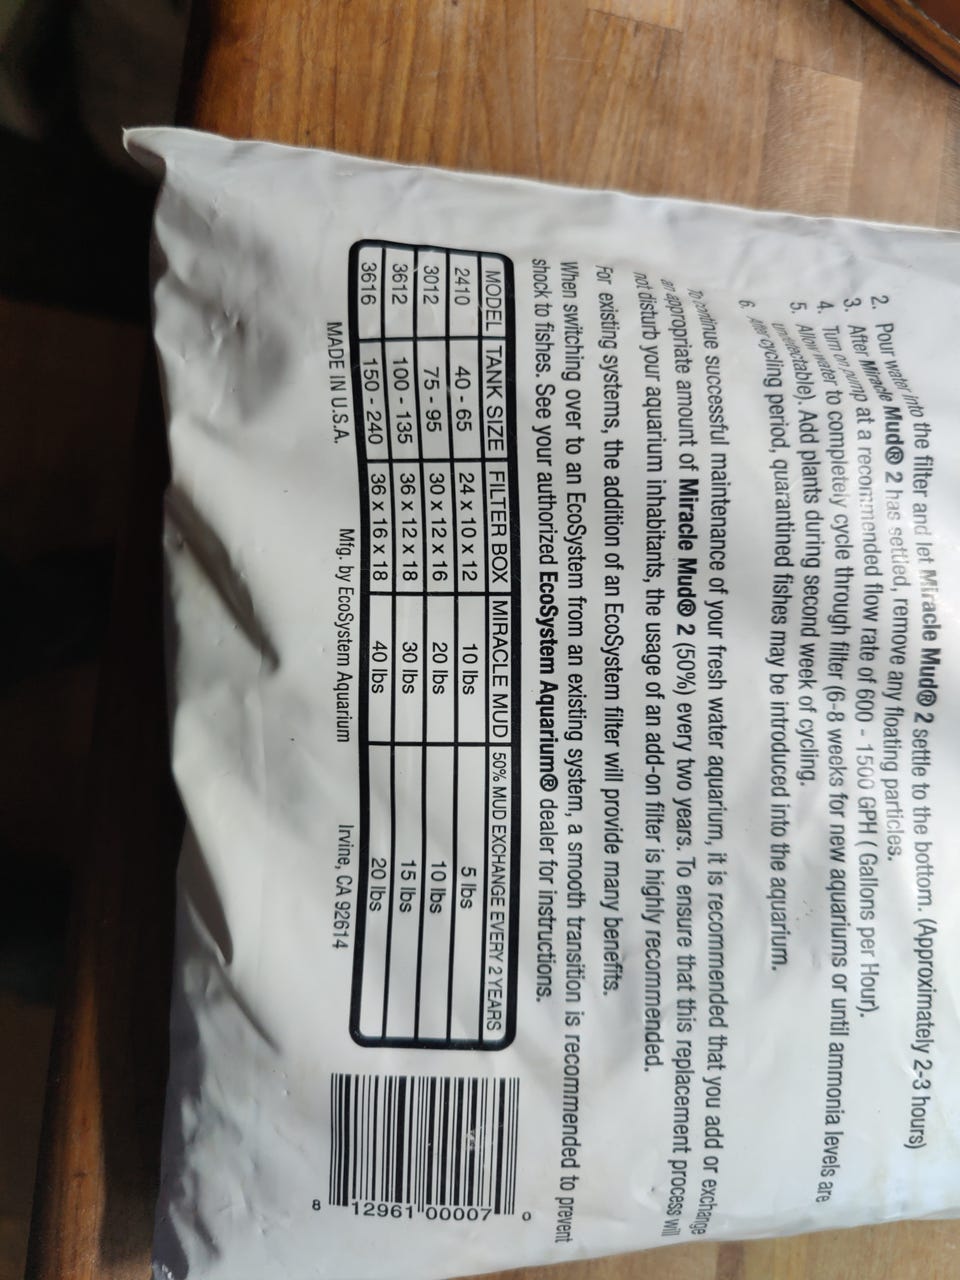 2. Pour water into the filter and let Miracle Mud® 2 settle to the bottom. (Approximately 2-3 hours)
3. After Miracle Mud® 2 has settled, remove any floating particles.
4. Turn on pump at a recommended flow rate of 600 - 1500 GPH ( Gallons per Hour).
5. Allow water to completely cycle through filter (6-8 weeks for new aquariums or until ammonia levels are
undetectable). Add plants during second week of cycling.
6. After cycling period, quarantined fishes may be introduced into the aquarium.
To continue successful maintenance of your fresh water aquarium, it is recommended that you add or exchange
an appropriate amount of Miracle Mud® 2 (50%) every two years. To ensure that this replacement process will
not disturb your aquarium inhabitants, the usage of an add-on filter is highly recommended.
For existing systems, the addition of an EcoSystem filter will provide many benefits.
When switching over to an EcoSystem from an existing system, a smooth transition is recommended to prevent
shock to fishes. See your authorized EcoSystem Aquarium® dealer for instructions.
MODEL TANK SIZE FILTER BOX MIRACLE MUD 50% MUD EXCHANGE EVERY 2 YEARS
2410 40 - 65 24 x 10 x 12 10 lbs 5 lbs
3012 75 - 95 30 x 12 x 16 20 lbs 10 lbs
3612 100 - 135 36 x 12 x 18 30 lbs 15 lbs
3616 150 - 240 36 x 16 x 18 40 lbs 20 lbs
MADE IN U.S.A. Mfg. by EcoSystem Aquarium Irvine, CA 92614
8 12961 00007 0